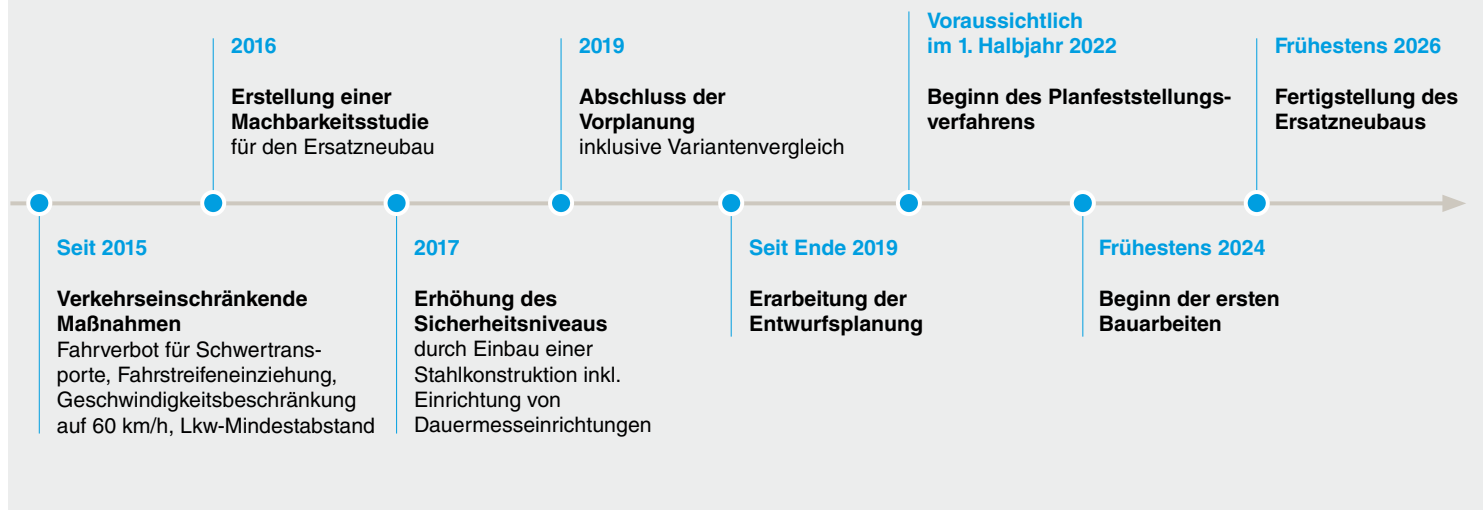 Seit 2015
Verkehrseinschränkende
Maßnahmen
Fahrverbot für Schwertrans-
porte, Fahrstreifeneinziehung,
Geschwindigkeitsbeschränkung
auf 60 km/h, Lkw-Mindestabstand
2016
Erstellung einer
Machbarkeitsstudie
für den Ersatzneubau
2017
Erhöhung des
Sicherheitsniveaus
durch Einbau einer
Stahlkonstruktion inkl.
Einrichtung von
Dauermesseinrichtungen
2019
Abschluss der
Vorplanung
inklusive Variantenvergleich
Seit Ende 2019
Erarbeitung der
Entwurfsplanung
Voraussichtlich
im 1. Halbjahr 2022
Beginn des Planfeststellungs-
verfahrens
Frühestens 2024
Beginn der ersten
Bauarbeiten
Frühestens 2026
Fertigstellung des
Ersatzneubaus